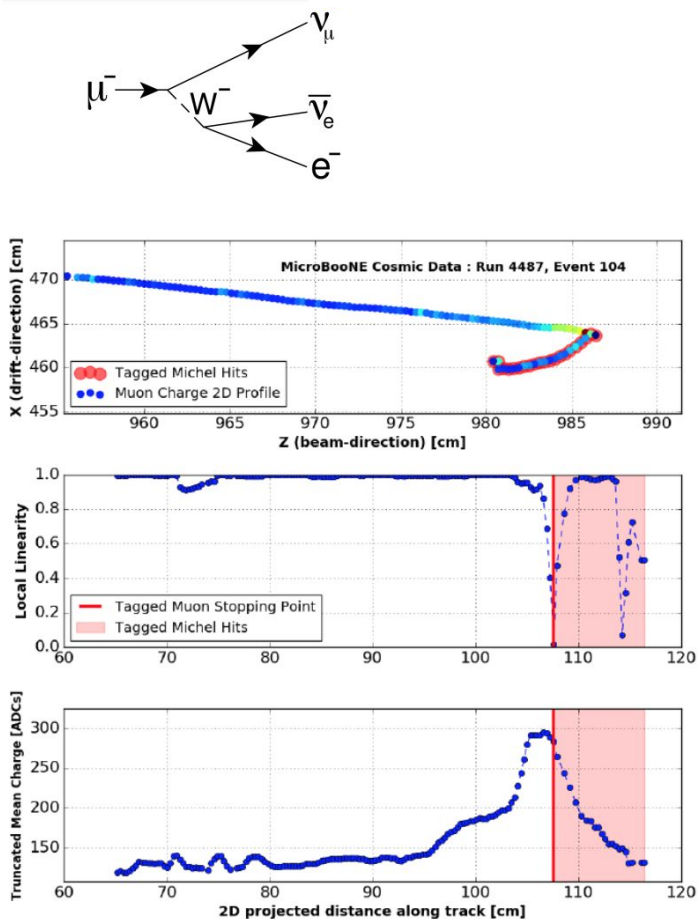 νμ
μ⁻
W⁻
ν̅e
e⁻
MicroBooNE Cosmic Data : Run 4487, Event 104
X (drift-direction) [cm]
470
465
460
455
Tagged Michel Hits
Muon Charge 2D Profile
960 965 970 975 980 985 990
Z (beam-direction) [cm]
Local Linearity
1.0
0.8
0.6
0.4
0.2
0.0
Tagged Muon Stopping Point
Tagged Michel Hits
60 70 80 90 100 110 120
Truncated Mean Charge [ADCs]
300
250
200
150
60 70 80 90 100 110 120
2D projected distance along track [cm]